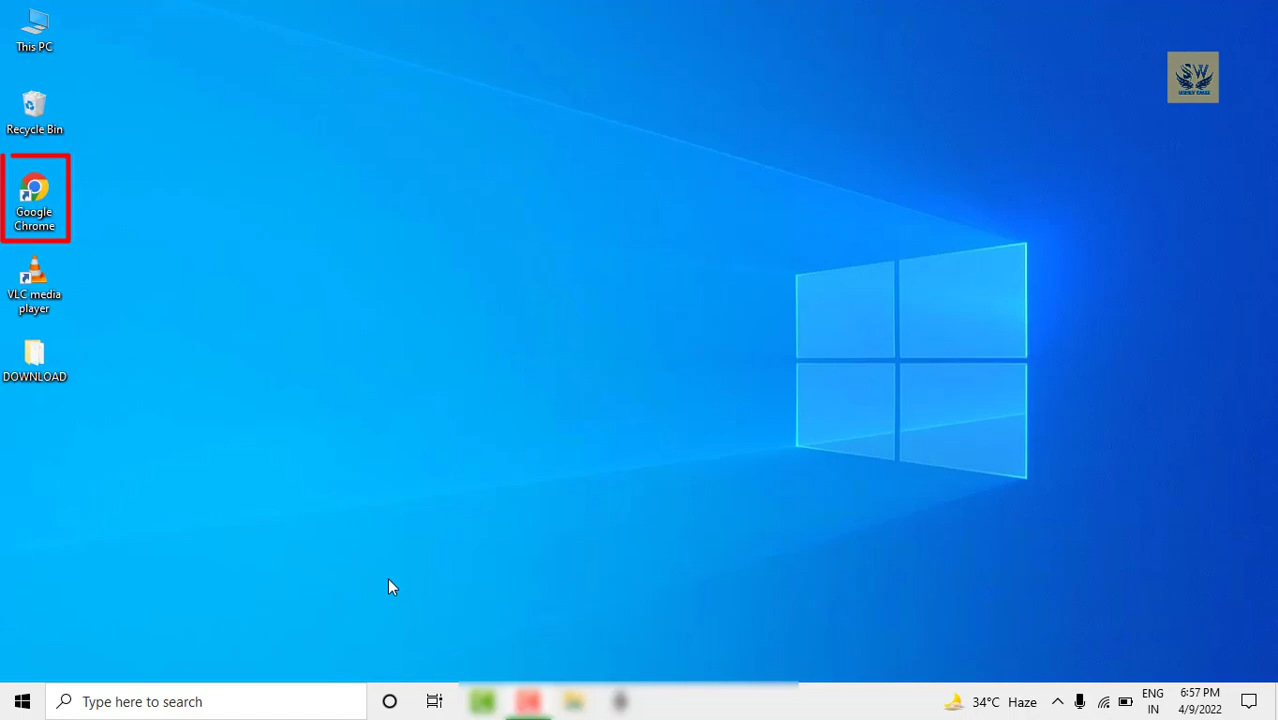 This PC
Recycle Bin
Google
Chrome
VLC media
player
DOWNLOAD
SW
Type here to search
34°C Haze
ENG
IN
6:57 PM
4/9/2022